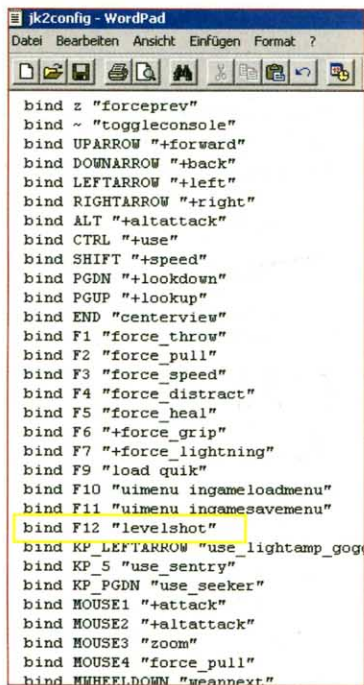 jk2config - WordPad
Datei Bearbeiten Ansicht Einfügen Format ?
bind z "forceprev"
bind ~ "toggleconsole"
bind UPARROW "+forward"
bind DOWNARROW "+back"
bind LEFTARROW "+left"
bind RIGHTARROW "+right"
bind ALT "+altattack"
bind CTRL "+use"
bind SHIFT "+speed"
bind PGDN "+lookdown"
bind PGUP "+lookup"
bind END "centerview"
bind F1 "force_throw"
bind F2 "force_pull"
bind F3 "force_speed"
bind F4 "force_distract"
bind F5 "force_heal"
bind F6 "+force_grip"
bind F7 "+force_lightning"
bind F9 "load quik"
bind F10 "uimenu ingameloadmenu"
bind F11 "uimenu ingamesavemenu"
bind F12 "levelshot"
bind KP_LEFTARROW "use_lightamp_gogg
bind KP_5 "use_sentry"
bind KP_PGDN "use_seeker"
bind MOUSE1 "+attack"
bind MOUSE2 "+altattack"
bind MOUSE3 "zoom"
bind MOUSE4 "force_pull"
bind MWHEELDOWN "weapnext"